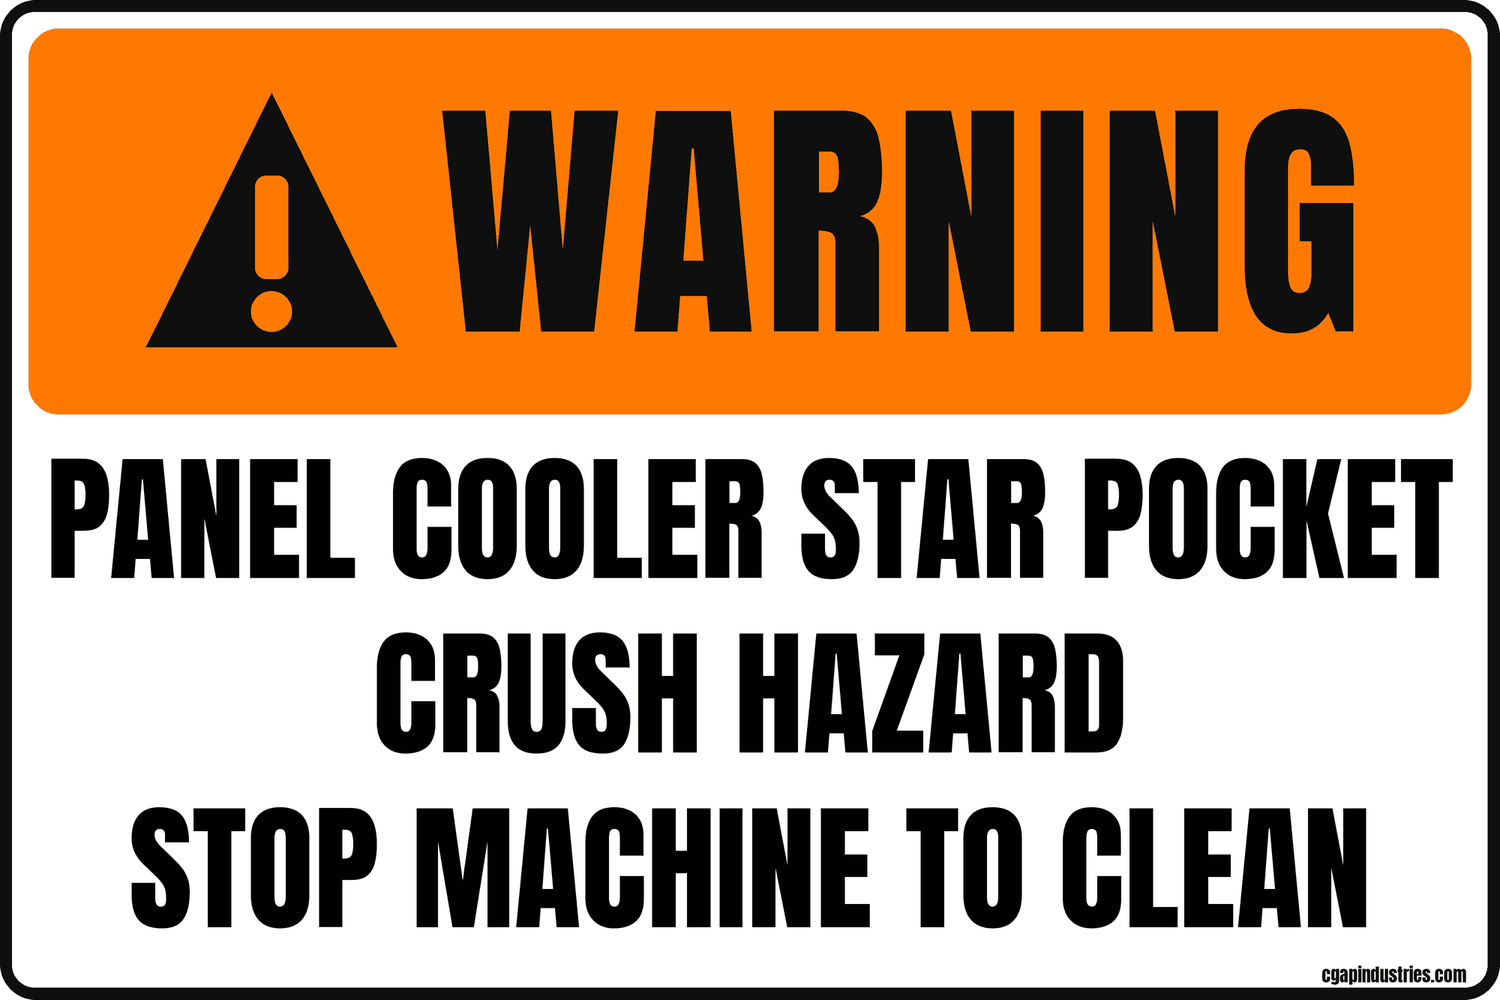 WARNING
PANEL COOLER STAR POCKET
CRUSH HAZARD
STOP MACHINE TO CLEAN
cgapindustries.com